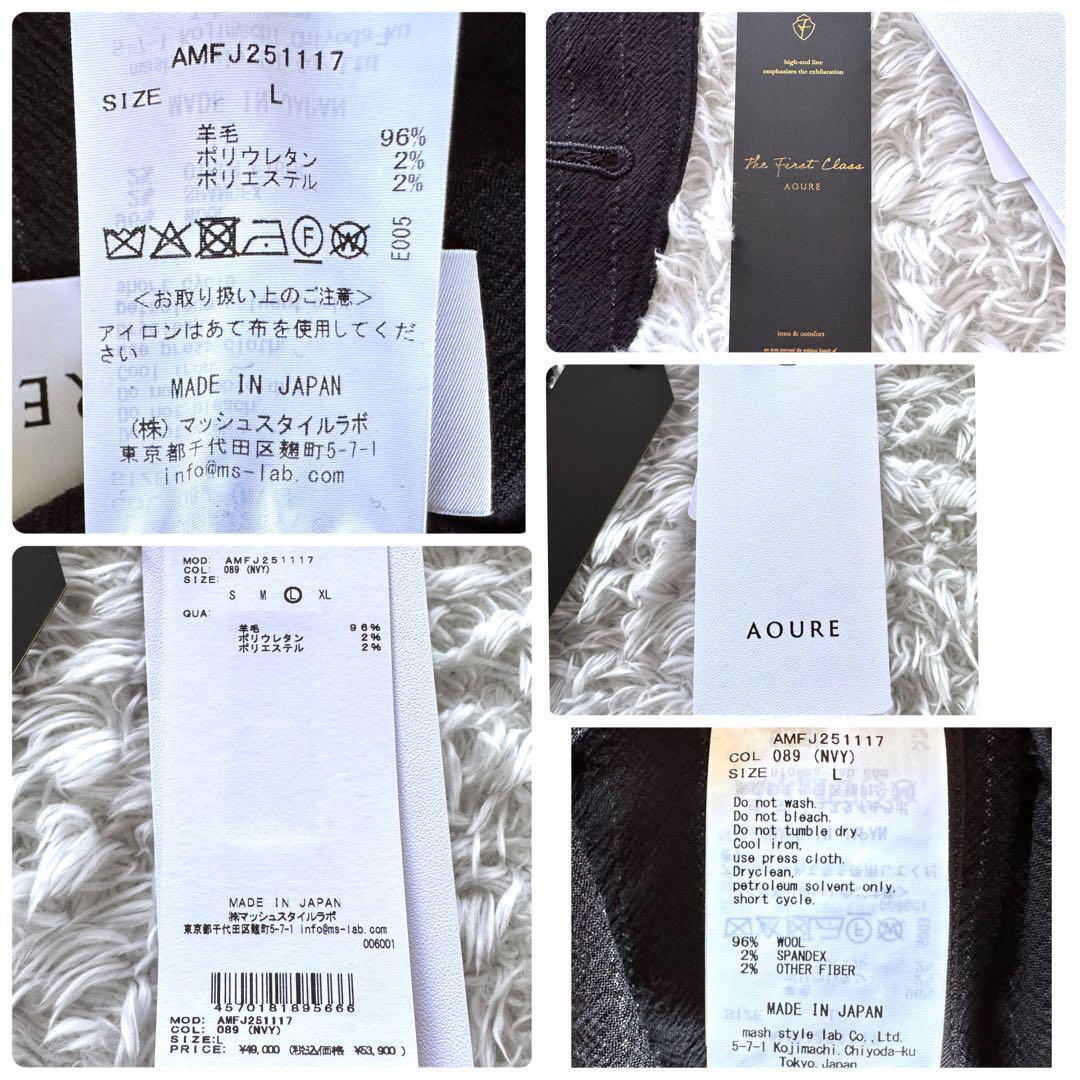 AMFJ251117
SIZE L
羊毛 96%
ポリウレタン 2%
ポリエステル 2%
F W
E005
<お取り扱い上のご注意>
アイロンはあて布を使用してくだ
さい
MADE IN JAPAN
(株)マッシュスタイルラボ
東京都千代田区麹町5-7-1
info@ms-lab.com
high-end line
emphasizes the exhilaration
The First Class
AOURE
luxu & comfort
AOURE
MOD: AMFJ251117
COL: 089 (NVY)
SIZE:
S M L XL
QUA:
羊毛 96%
ポリウレタン 2%
ポリエステル 2%
MADE IN JAPAN
㈱マッシュスタイルラボ
東京都千代田区麹町5-7-1 info@ms-lab.com
006001
4570181895666
MOD: AMFJ251117
COL: 089 (NVY)
SIZE:L
PRICE: ¥49,000 (税込価格 ¥53,900)
AMFJ251117
COL 089 (NVY)
SIZE L
Do not wash.
Do not bleach.
Do not tumble dry.
Cool iron,
use press cloth.
Dryclean,
petroleum solvent only,
short cycle.
96% WOOL
2% SPANDEX
2% OTHER FIBER
MADE IN JAPAN
mash style lab Co., Ltd.
5-7-1 Kojimachi, Chiyoda-ku
Tokyo, Japan